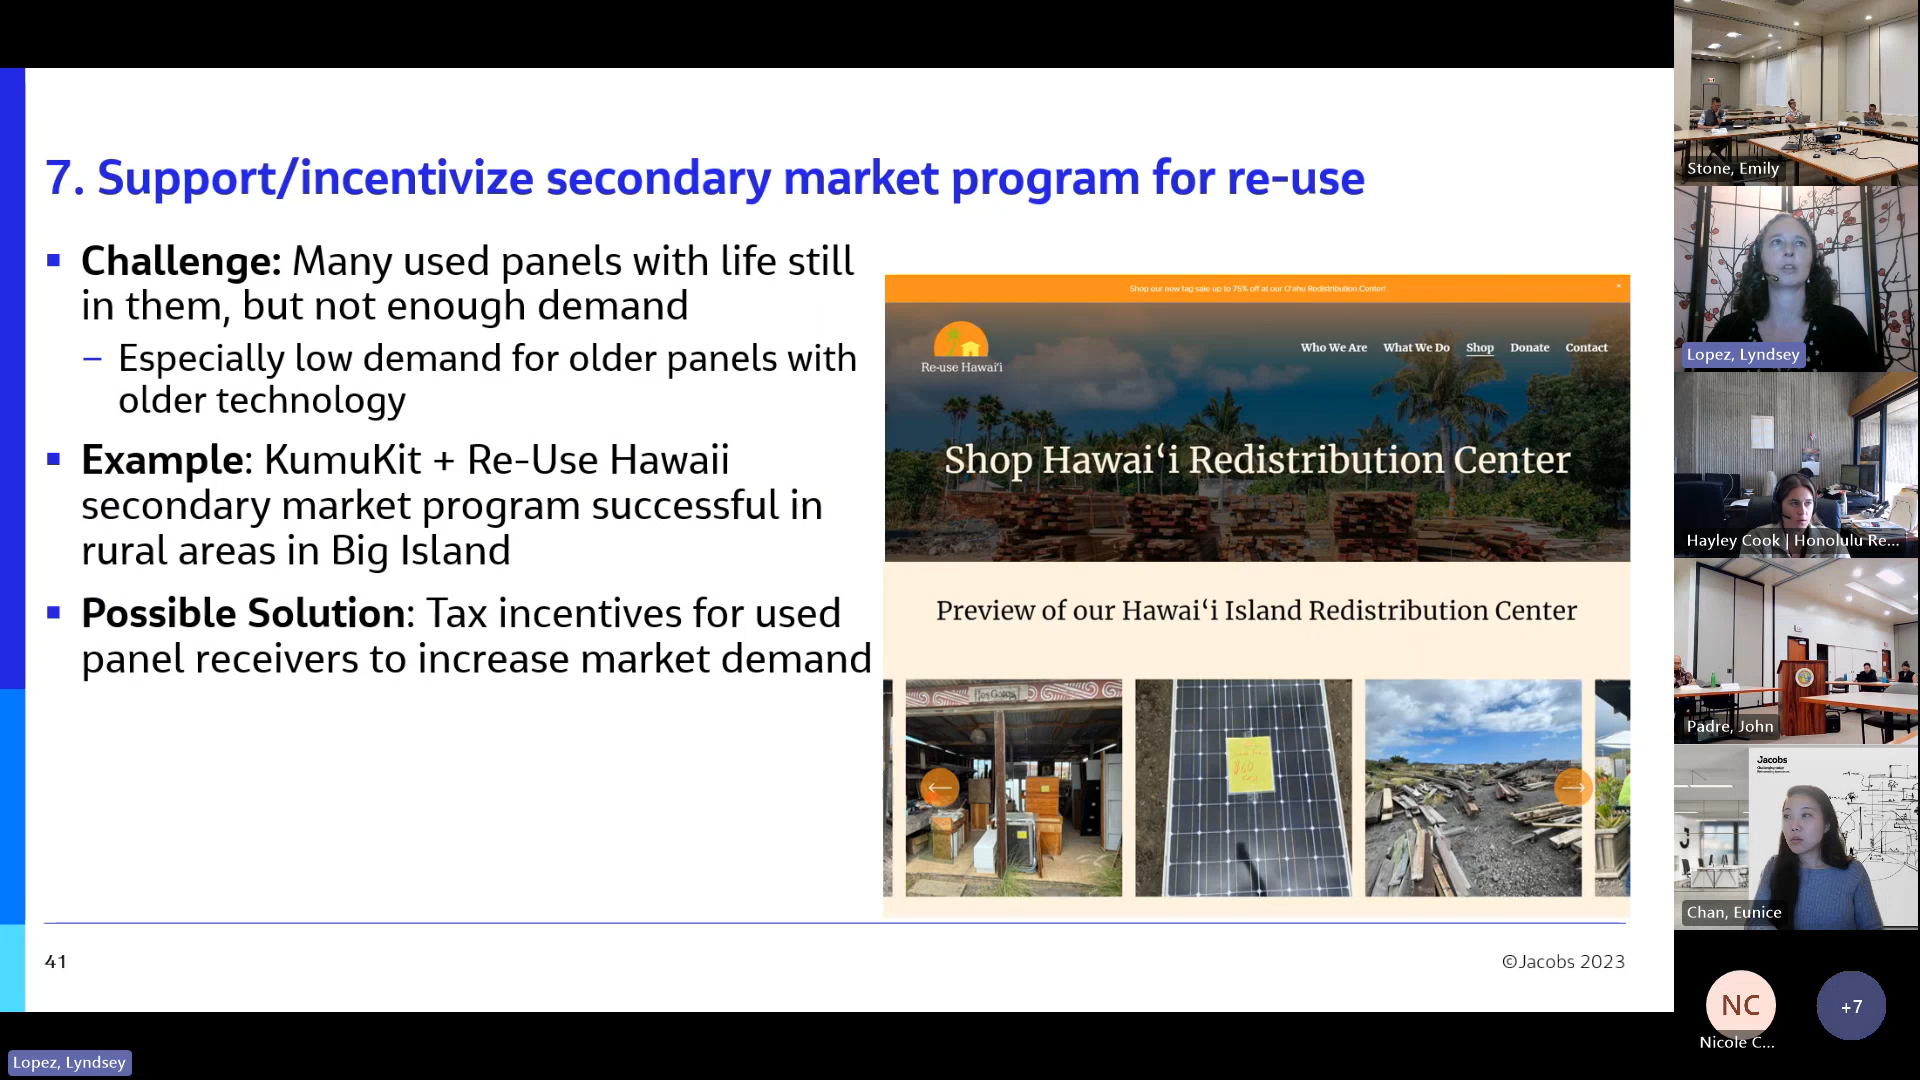 7. Support/incentivize secondary market program for re-use
▪ Challenge: Many used panels with life still
in them, but not enough demand
– Especially low demand for older panels with
older technology
▪ Example: KumuKit + Re-Use Hawaii
secondary market program successful in
rural areas in Big Island
▪ Possible Solution: Tax incentives for used
panel receivers to increase market demand
Shop our new tag sale up to 75% off at our O'ahu Redistribution Center!
Re-use Hawai'i
Who We Are What We Do Shop Donate Contact
Shop Hawaiʻi Redistribution Center
Preview of our Hawaiʻi Island Redistribution Center
$60
41
©Jacobs 2023
Lopez, Lyndsey
Stone, Emily
Lopez, Lyndsey
Hayley Cook | Honolulu Re...
Padre, John
Jacobs
Chan, Eunice
NC
Nicole C...
+7